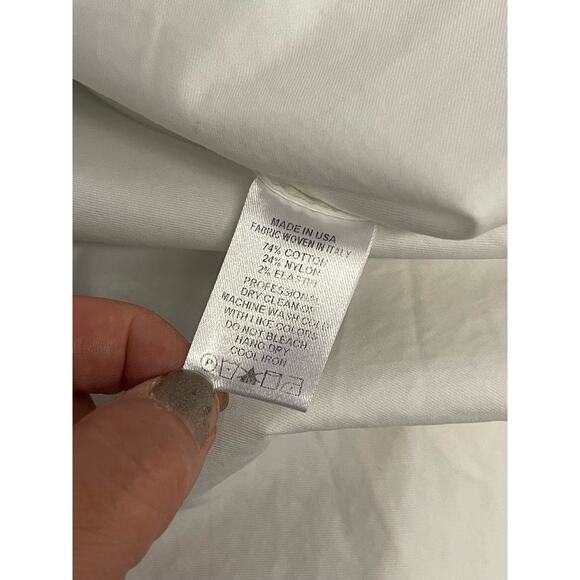 MADE IN USA
FABRIC WOVEN IN ITALY
74% COTTON
24% NYLON
2% ELASTIC
PROFESSIONAL
DRY CLEAN OR
MACHINE WASH COLD
WITH LIKE COLORS
DO NOT BLEACH
HANG DRY
COOL IRON
P